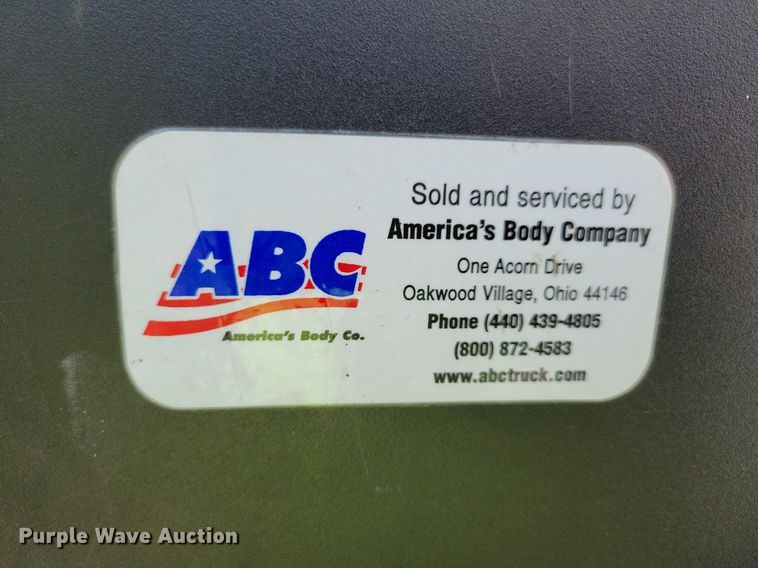 ABC
America's Body Co.
Sold and serviced by
America's Body Company
One Acorn Drive
Oakwood Village, Ohio 44146
Phone (440) 439-4805
(800) 872-4583
www.abctruck.com
Purple Wave Auction